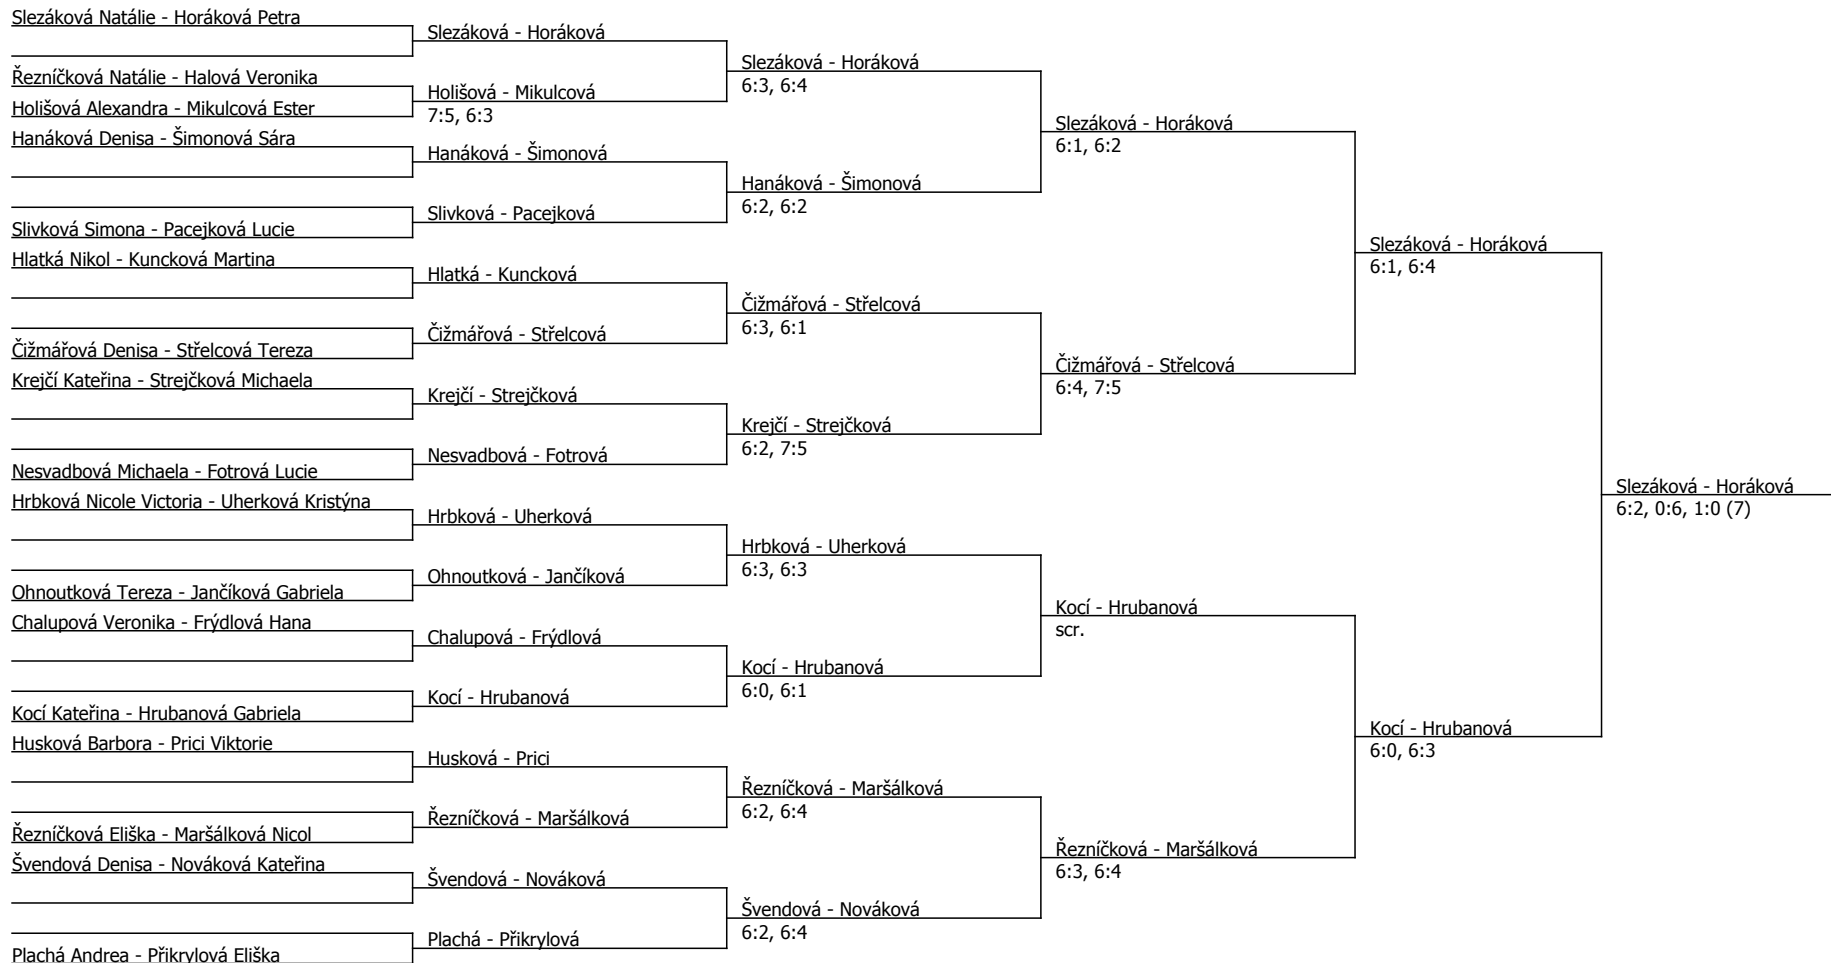 Slezáková Natálie - Horáková Petra
Řezníčková Natálie - Halová Veronika
Holišová Alexandra - Mikulcová Ester
Hanáková Denisa - Šimonová Sára
Slivková Simona - Pacejková Lucie
Hlatká Nikol - Kuncková Martina
Čižmářová Denisa - Střelcová Tereza
Krejčí Kateřina - Strejčková Michaela
Nesvadbová Michaela - Fotrová Lucie
Hrbková Nicole Victoria - Uherková Kristýna
Ohnoutková Tereza - Jančíková Gabriela
Chalupová Veronika - Frýdlová Hana
Kocí Kateřina - Hrubanová Gabriela
Husková Barbora - Prici Viktorie
Řezníčková Eliška - Maršálková Nicol
Švendová Denisa - Nováková Kateřina
Plachá Andrea - Přikrylová Eliška
Slezáková - Horáková
Holišová - Mikulcová
7:5, 6:3
Hanáková - Šimonová
Slivková - Pacejková
Hlatká - Kuncková
Čižmářová - Střelcová
Krejčí - Strejčková
Nesvadbová - Fotrová
Hrbková - Uherková
Ohnoutková - Jančíková
Chalupová - Frýdlová
Kocí - Hrubanová
Husková - Prici
Řezníčková - Maršálková
Švendová - Nováková
Plachá - Přikrylová
Slezáková - Horáková
6:3, 6:4
Hanáková - Šimonová
6:2, 6:2
Čižmářová - Střelcová
6:3, 6:1
Krejčí - Strejčková
6:2, 7:5
Hrbková - Uherková
6:3, 6:3
Kocí - Hrubanová
6:0, 6:1
Řezníčková - Maršálková
6:2, 6:4
Švendová - Nováková
6:2, 6:4
Slezáková - Horáková
6:1, 6:2
Čižmářová - Střelcová
6:4, 7:5
Kocí - Hrubanová
scr.
Řezníčková - Maršálková
6:3, 6:4
Slezáková - Horáková
6:1, 6:4
Kocí - Hrubanová
6:0, 6:3
Slezáková - Horáková
6:2, 0:6, 1:0 (7)